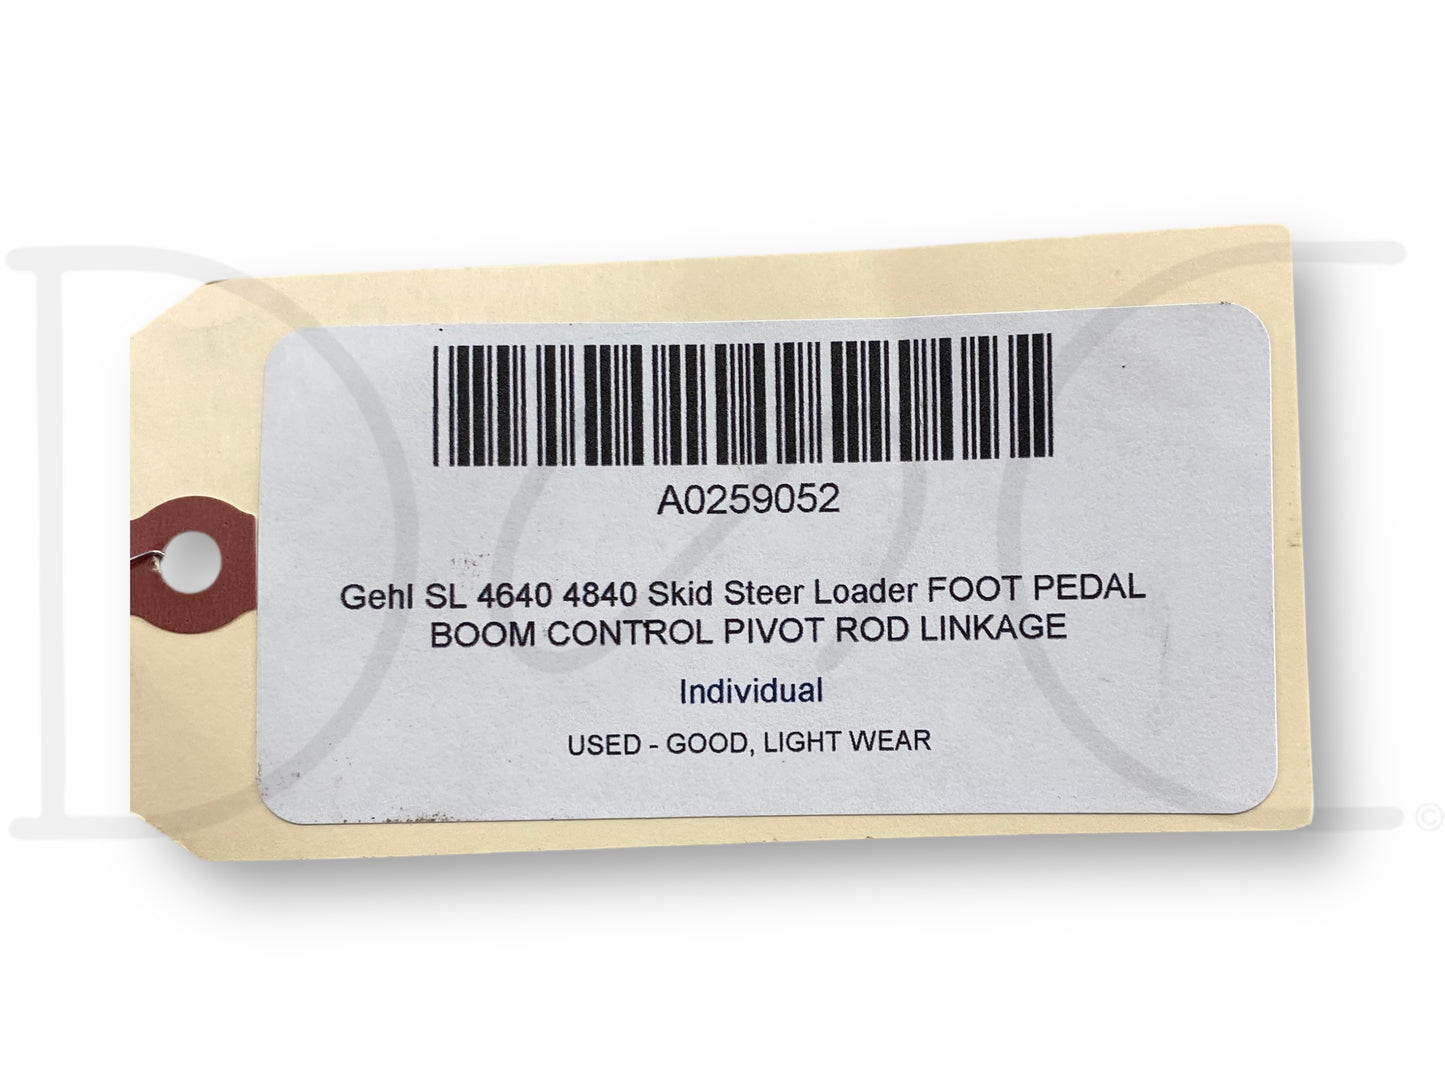 A0259052
Gehl SL 4640 4840 Skid Steer Loader FOOT PEDAL
BOOM CONTROL PIVOT ROD LINKAGE
Individual
USED - GOOD, LIGHT WEAR
©